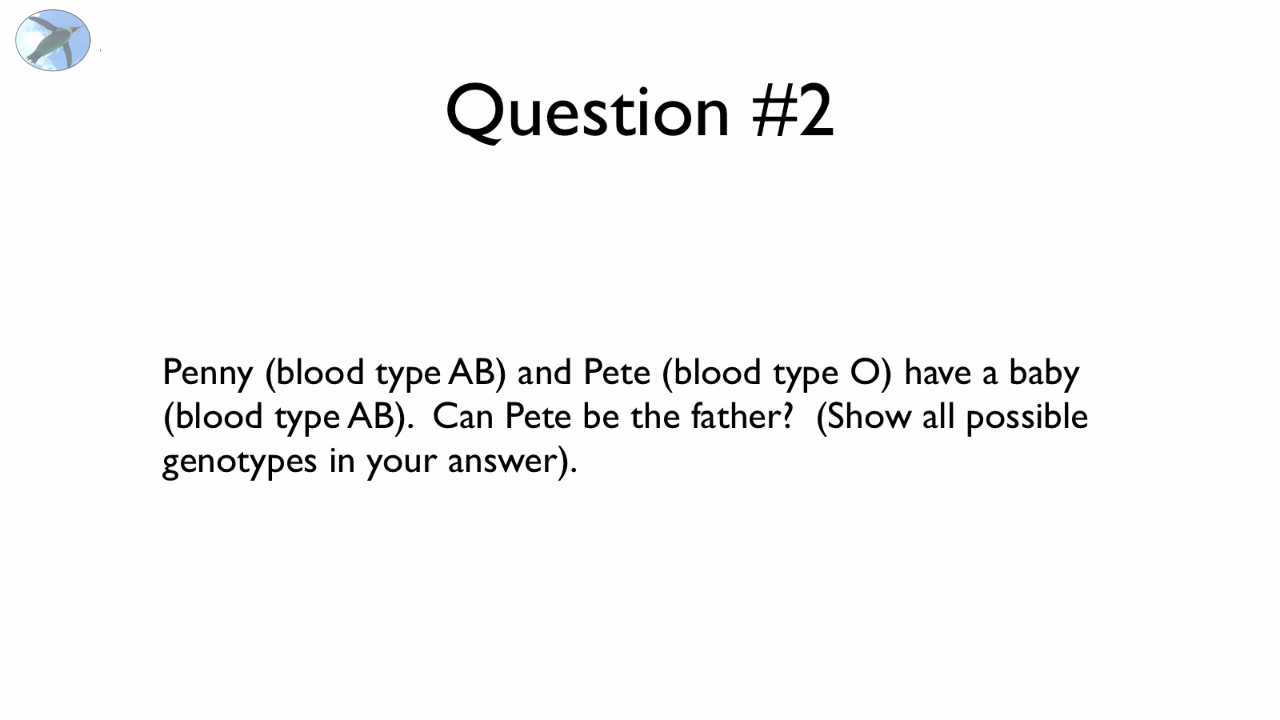 Question #2
Penny (blood type AB) and Pete (blood type O) have a baby
(blood type AB).  Can Pete be the father?  (Show all possible
genotypes in your answer).